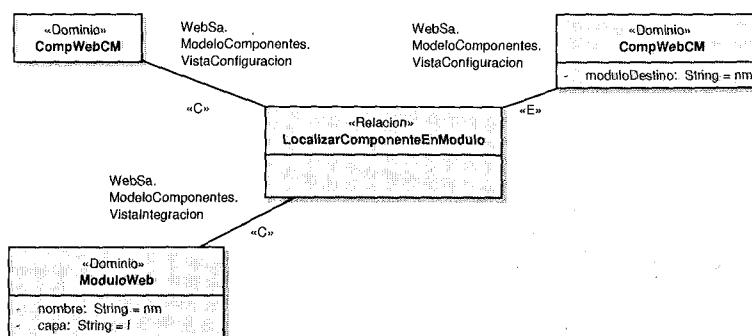 «Dominio»
CompWebCM
WebSa.
ModeloComponentes.
VistaConfiguracion
«C»
WebSa.
ModeloComponentes.
VistaConfiguracion
«E»
«Dominio»
CompWebCM
- moduloDestino: String = nm
«Relacion»
LocalizarComponenteEnModulo
WebSa.
ModeloComponentes.
VistaIntegracion
«C»
«Dominio»
ModuloWeb
- nombre: String = nm
- capa: String = l